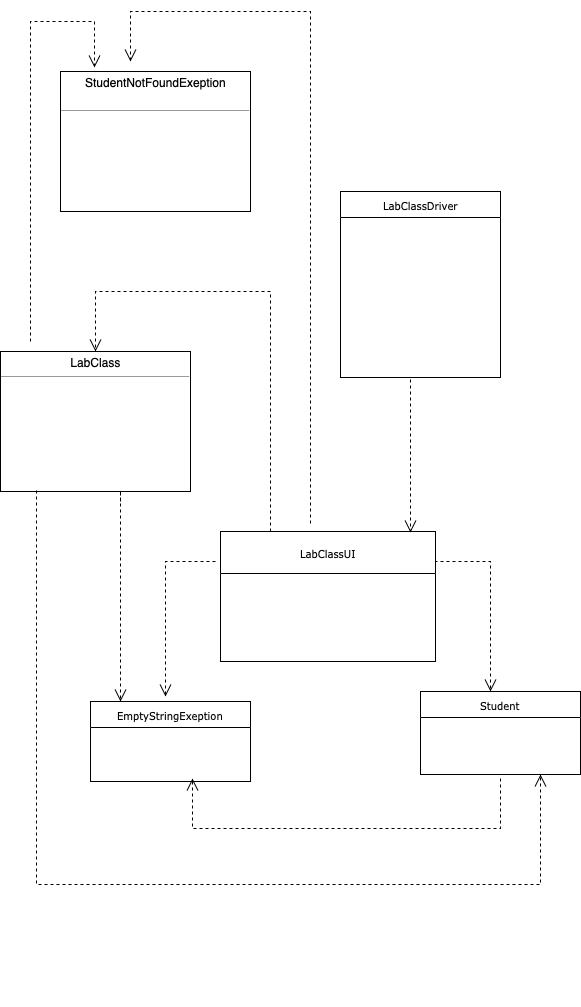 StudentNotFoundExeption
LabClassDriver
LabClass
LabClassUI
Student
EmptyStringExeption